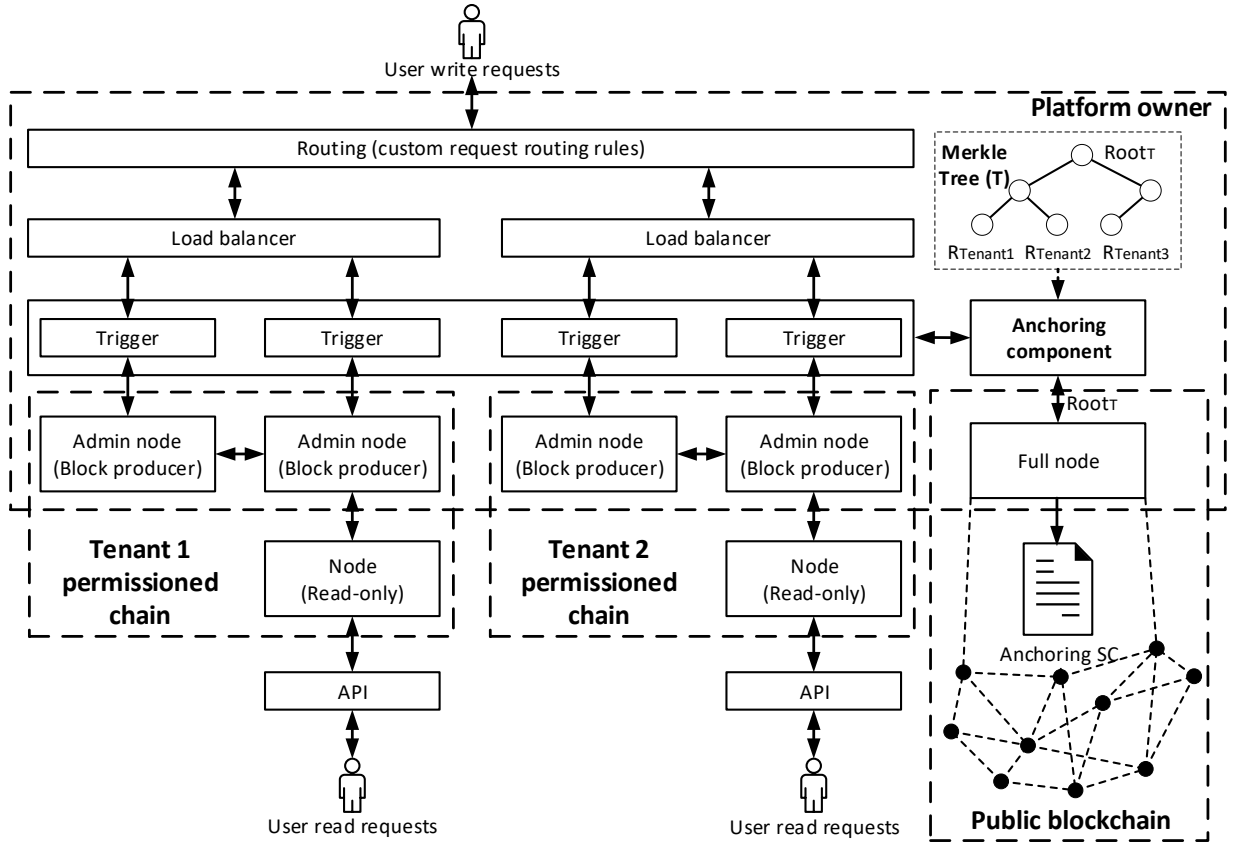 User write requests
Platform owner
Routing (custom request routing rules)
Merkle
Tree (T)
RootT
Load balancer
Load balancer
RTenant1
RTenant2
RTenant3
Trigger
Trigger
Trigger
Trigger
Anchoring
component
RootT
Admin node
(Block producer)
Admin node
(Block producer)
Admin node
(Block producer)
Admin node
(Block producer)
Full node
Tenant 1
permissioned
chain
Node
(Read-only)
Tenant 2
permissioned
chain
Node
(Read-only)
Anchoring SC
API
API
User read requests
User read requests
Public blockchain